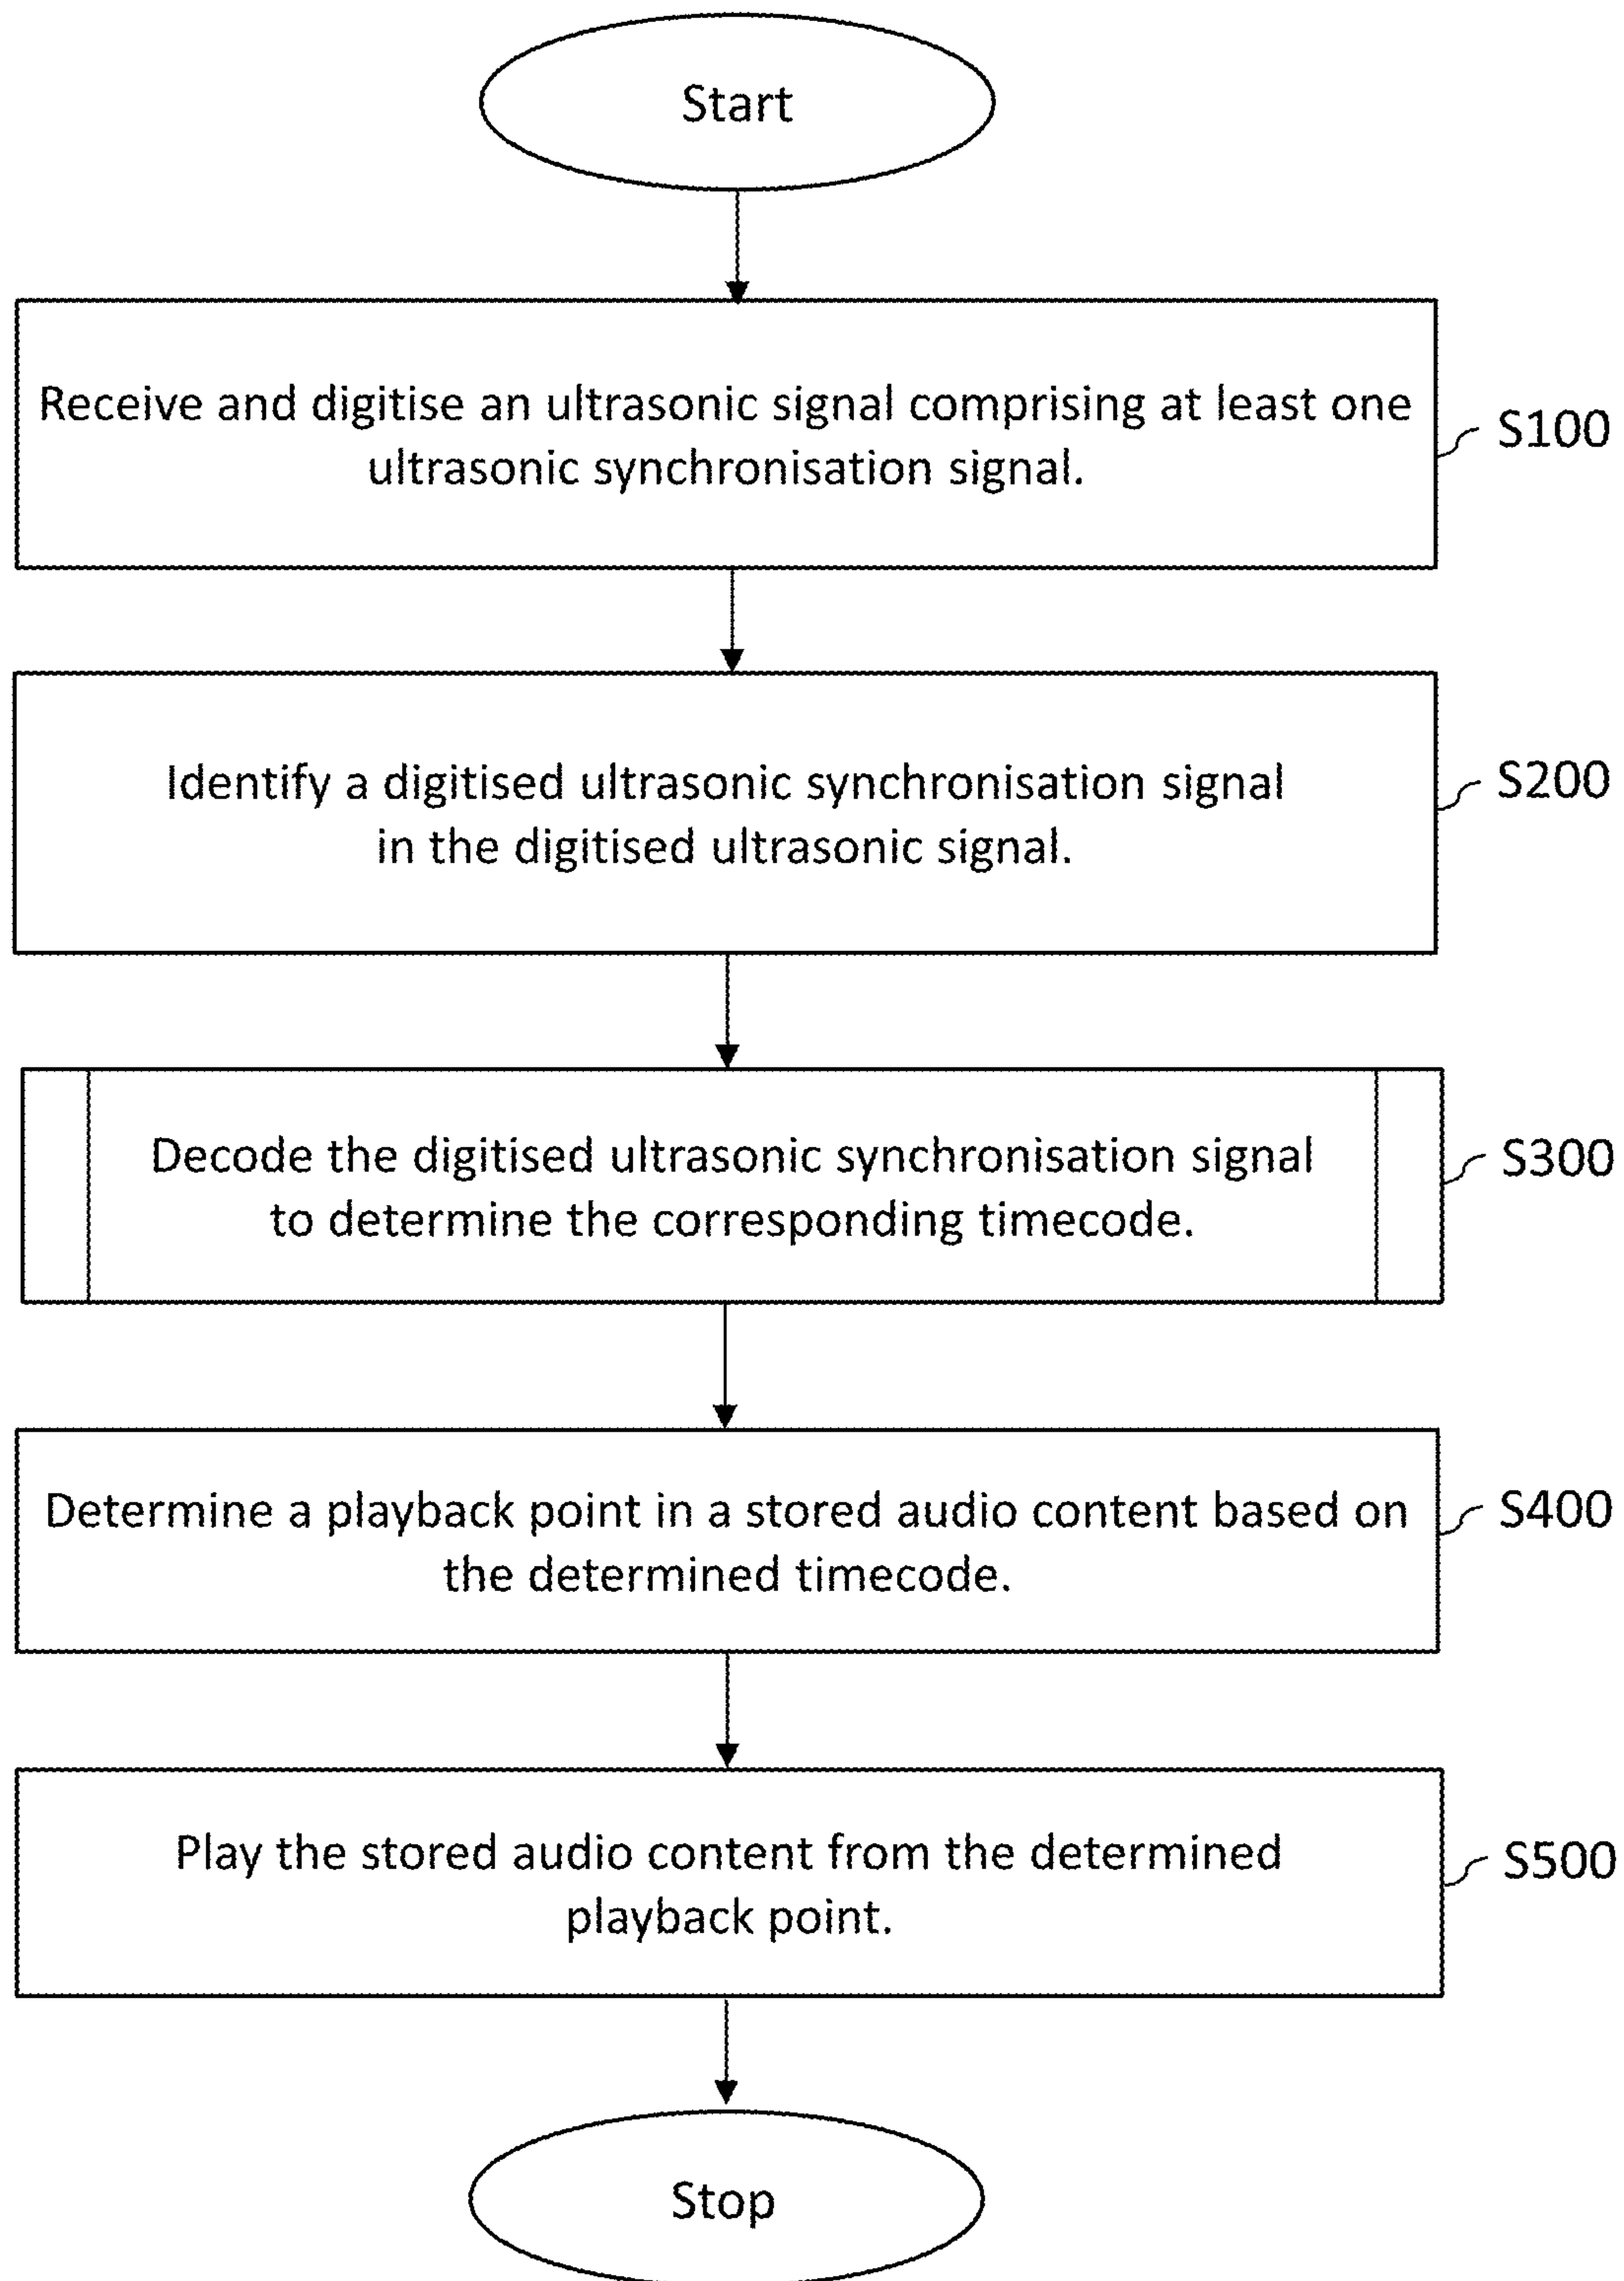 Start
Receive and digitise an ultrasonic signal comprising at least one
ultrasonic synchronisation signal.
S100
Identify a digitised ultrasonic synchronisation signal
in the digitised ultrasonic signal.
S200
Decode the digitised ultrasonic synchronisation signal
to determine the corresponding timecode.
S300
Determine a playback point in a stored audio content based on
the determined timecode.
S400
Play the stored audio content from the determined
playback point.
S500
Stop